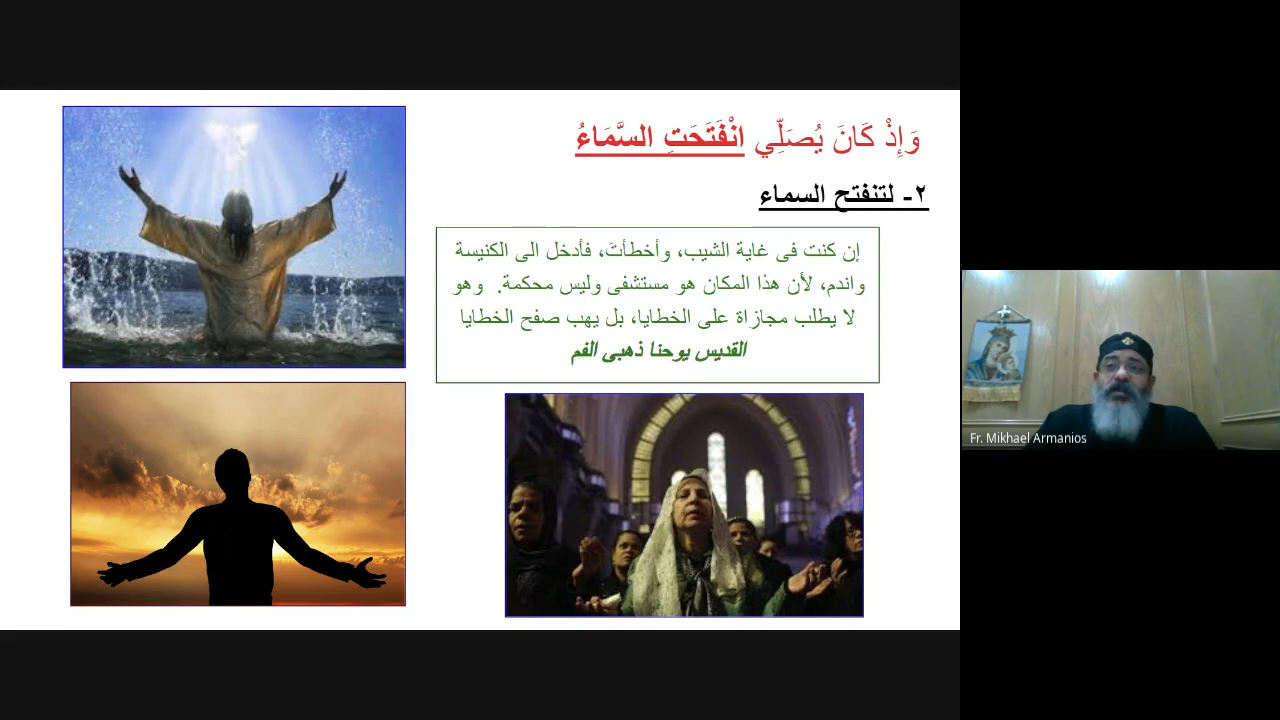 وَإِذْ كَانَ يُصَلِّي انْفَتَحَتِ السَّمَاءُ
٢- لتنفتح السماء
إن كنت فى غاية الشيب، وأخطأتَ، فأدخل الى الكنيسة
واندم، لأن هذا المكان هو مستشفى وليس محكمة. وهو
لا يطلب مجازاة على الخطايا، بل يهب صفح الخطايا
القديس يوحنا ذهبى الفم
Fr. Mikhael Armanios